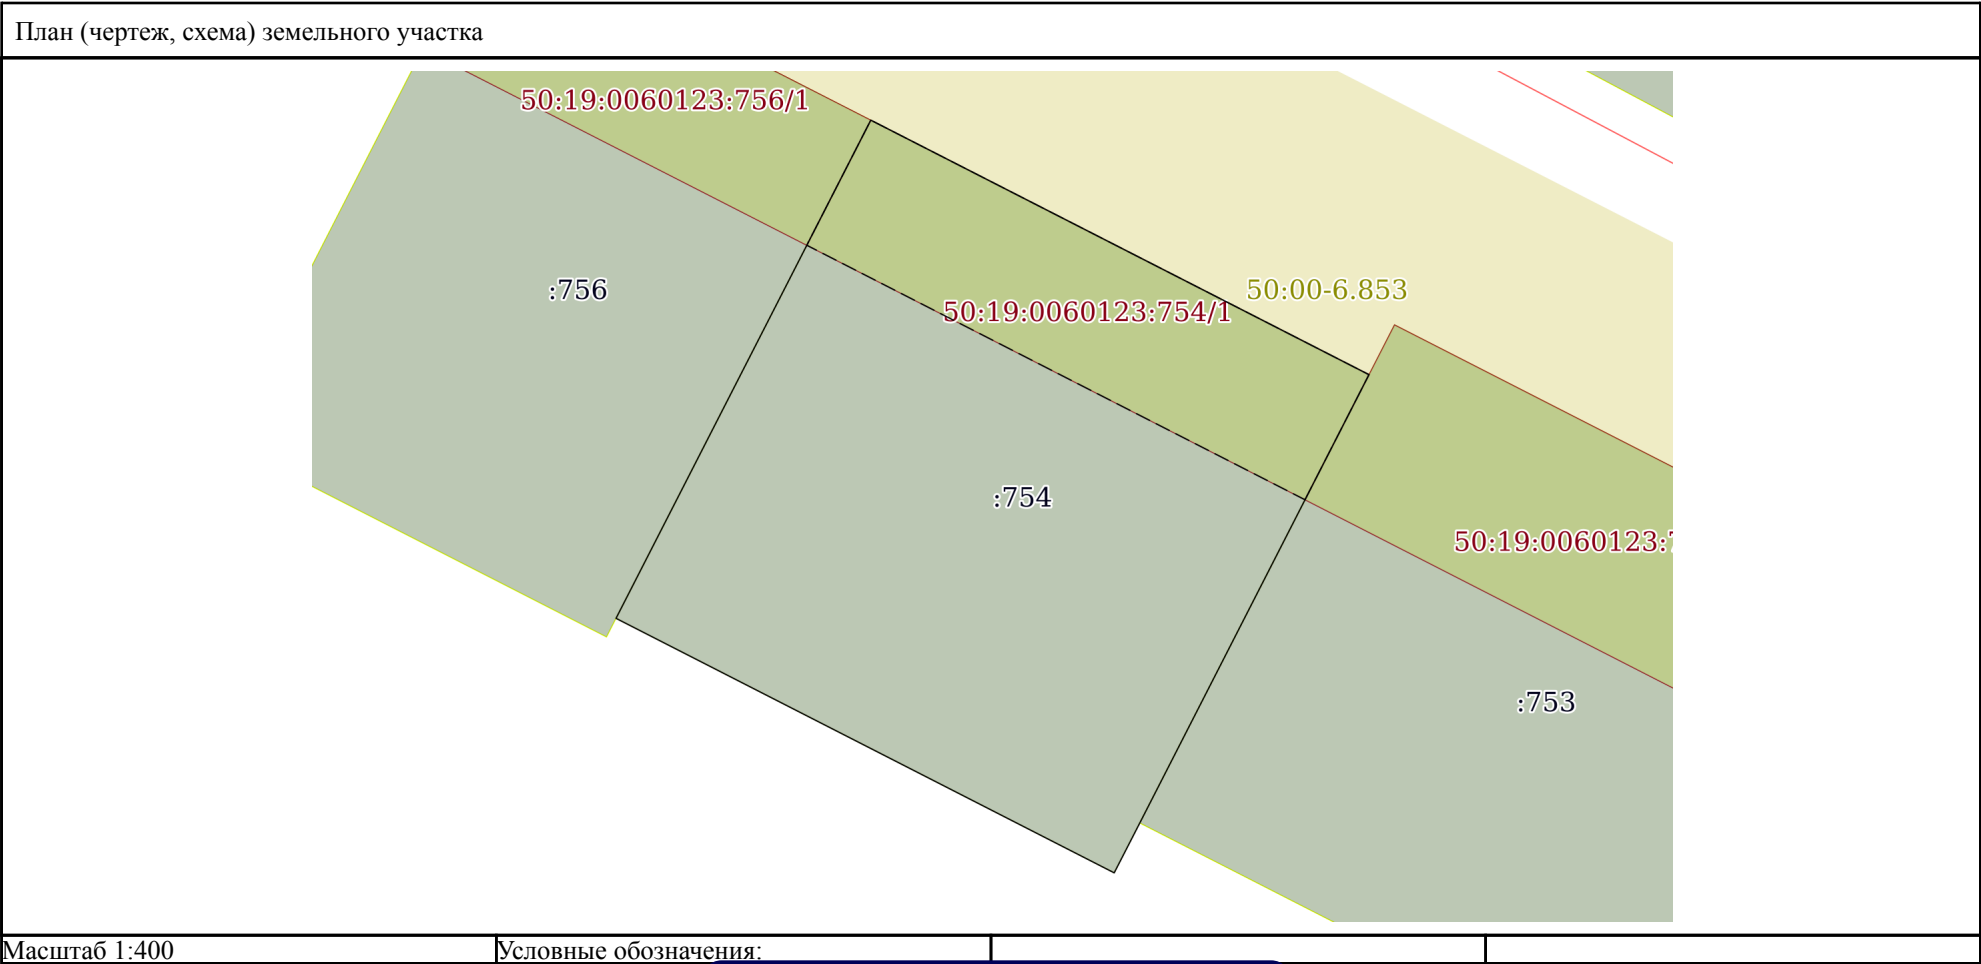 План (чертеж, схема) земельного участка
50:19:0060123:756/1
:756
50:00-6.853
50:19:0060123:754/1
:754
50:19:0060123:
:753
Масштаб 1:400
Условные обозначения: